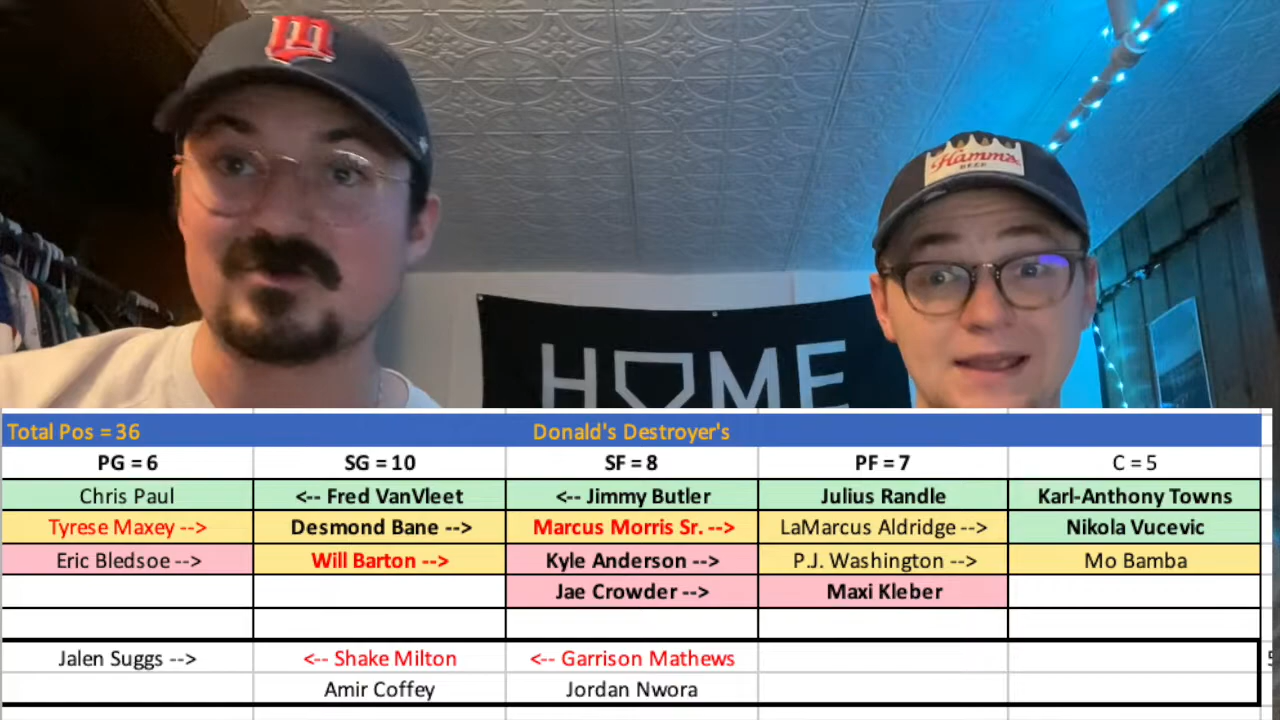 Hamm's
BEER
HOME
Total Pos = 36 Donald's Destroyer's
PG = 6 SG = 10 SF = 8 PF = 7 C = 5
Chris Paul <-- Fred VanVleet <-- Jimmy Butler Julius Randle Karl-Anthony Towns
Tyrese Maxey --> Desmond Bane --> Marcus Morris Sr. --> LaMarcus Aldridge --> Nikola Vucevic
Eric Bledsoe --> Will Barton --> Kyle Anderson --> P.J. Washington --> Mo Bamba
Jae Crowder --> Maxi Kleber
Jalen Suggs --> <-- Shake Milton <-- Garrison Mathews
Amir Coffey Jordan Nwora